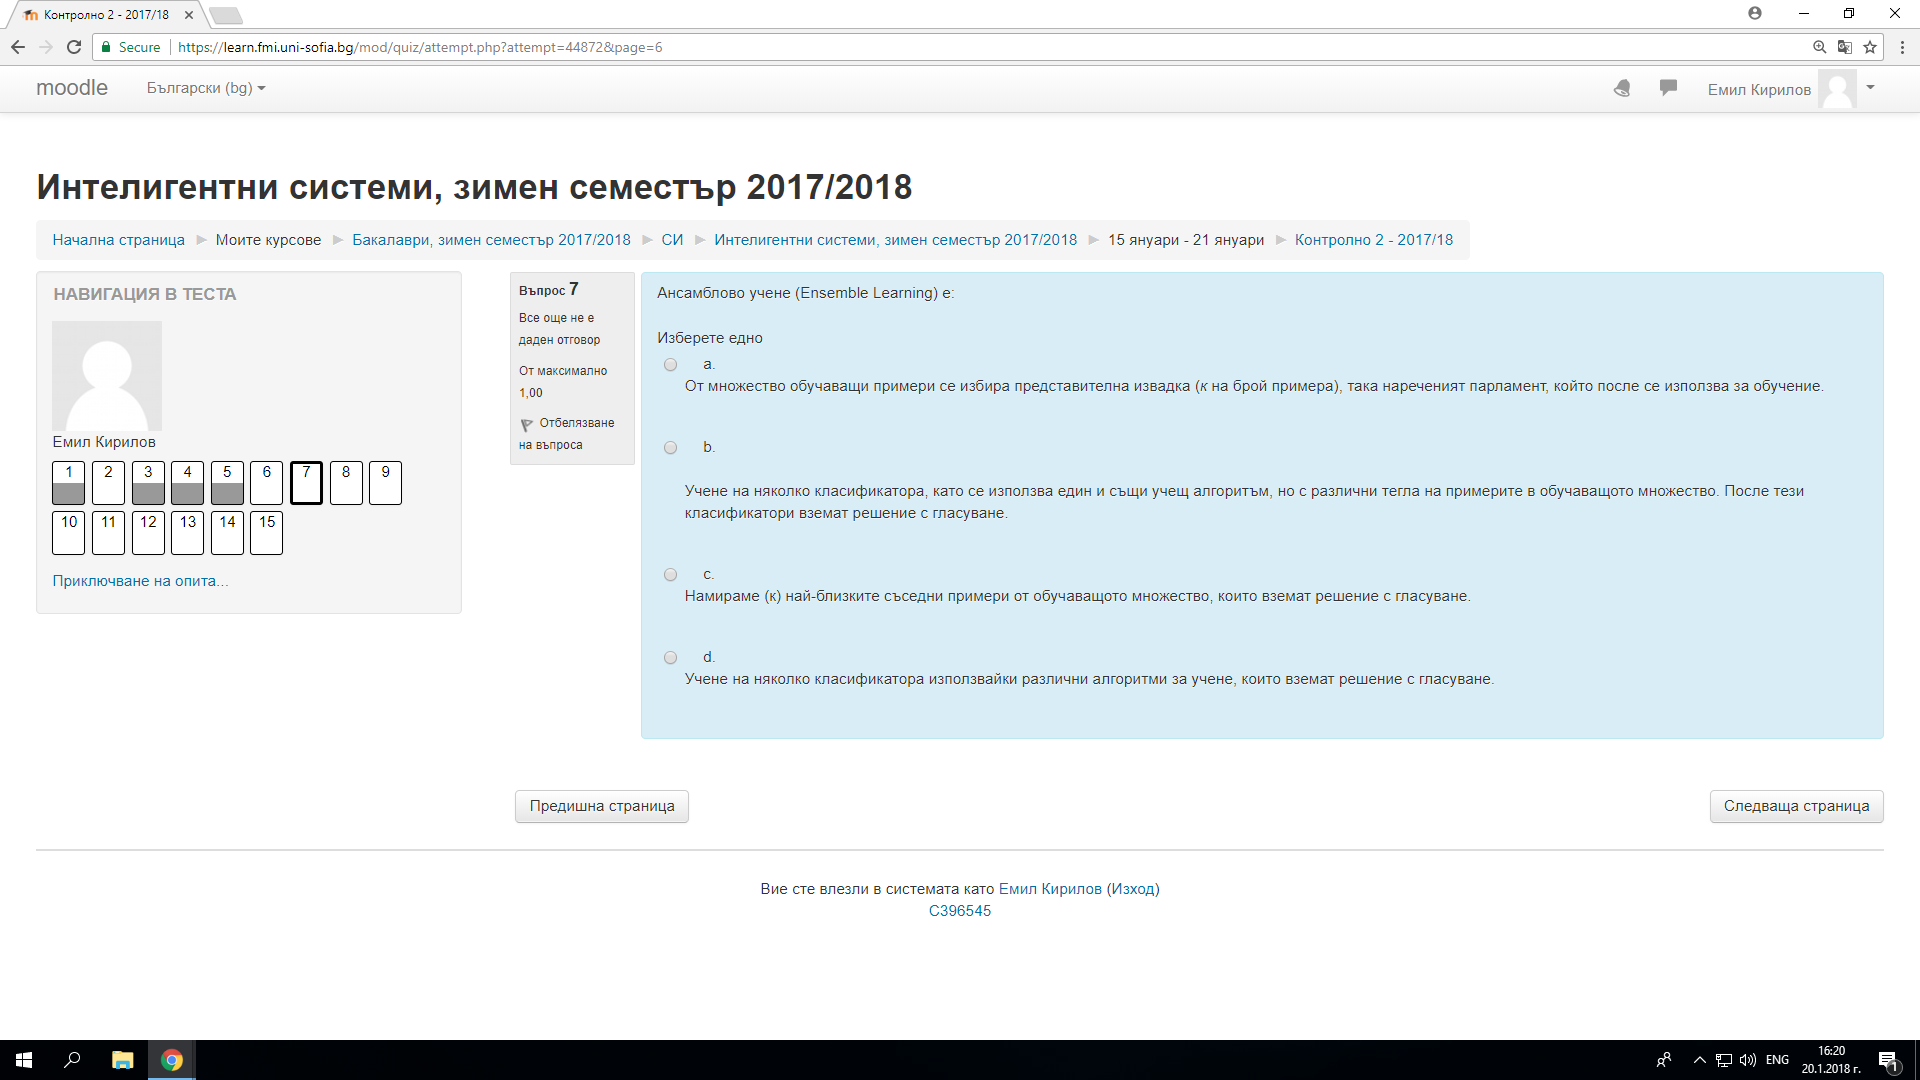 Контролно 2 - 2017/18
Secure
https://learn.fmi.uni-sofia.bg/mod/quiz/attempt.php?attempt=44872&page=6
moodle
Български (bg)
Емил Кирилов
Интелигентни системи, зимен семестър 2017/2018
Начална страница ► Моите курсове ► Бакалаври, зимен семестър 2017/2018 ► СИ ► Интелигентни системи, зимен семестър 2017/2018 ► 15 януари - 21 януари ► Контролно 2 - 2017/18
НАВИГАЦИЯ В ТЕСТА
Емил Кирилов
1 2 3 4 5 6 7 8 9
10 11 12 13 14 15
Приключване на опита...
Въпрос 7
Все още не е
даден отговор
От максимално
1,00
Отбелязване
на въпроса
Ансамблово учене (Ensemble Learning) е:
Изберете едно
a.
От множество обучаващи примери се избира представителна извадка (к на брой примера), така нареченият парламент, който после се използва за обучение.
b.
Учене на няколко класификатора, като се използва един и същи учещ алгоритъм, но с различни тегла на примерите в обучаващото множество. После тези
класификатори вземат решение с гласуване.
c.
Намираме (к) най-близките съседни примери от обучаващото множество, които вземат решение с гласуване.
d.
Учене на няколко класификатора използвайки различни алгоритми за учене, които вземат решение с гласуване.
Предишна страница
Следваща страница
Вие сте влезли в системата като Емил Кирилов (Изход)
С396545
ENG
16:20
20.1.2018 г.
1